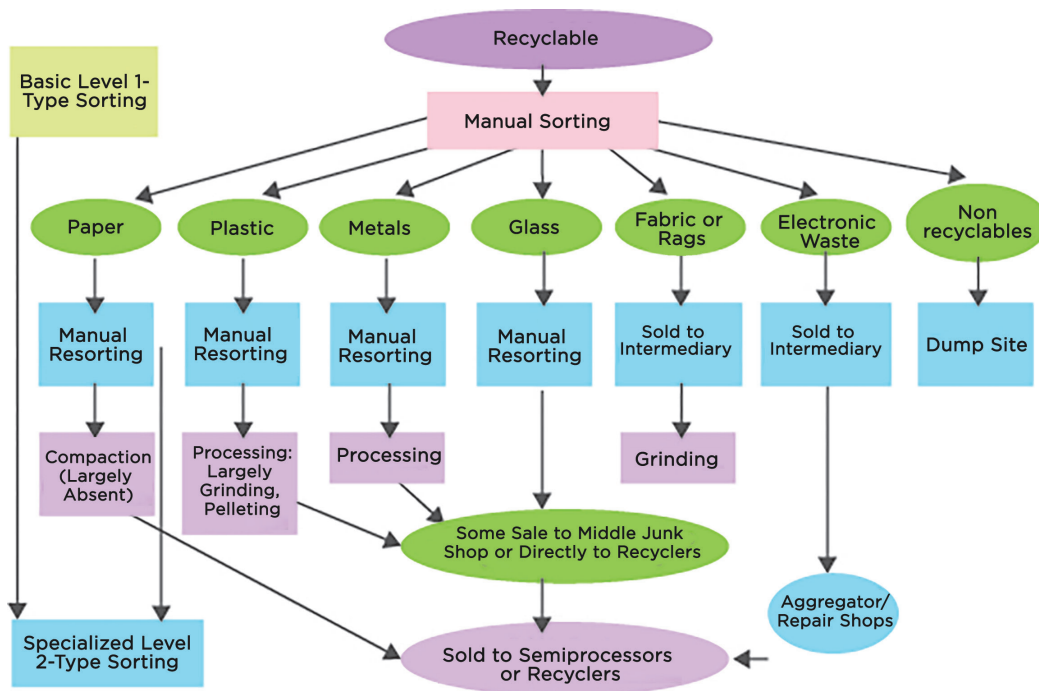 Recyclable
Basic Level 1-
Type Sorting
Manual Sorting
Paper
Plastic
Metals
Glass
Fabric or
Rags
Electronic
Waste
Non
recyclables
Manual
Resorting
Manual
Resorting
Manual
Resorting
Manual
Resorting
Sold to
Intermediary
Sold to
Intermediary
Dump Site
Compaction
(Largely
Absent)
Processing:
Largely
Grinding,
Pelleting
Processing
Grinding
Some Sale to Middle Junk
Shop or Directly to Recyclers
Aggregator/
Repair Shops
Specialized Level
2-Type Sorting
Sold to Semiprocessors
or Recyclers